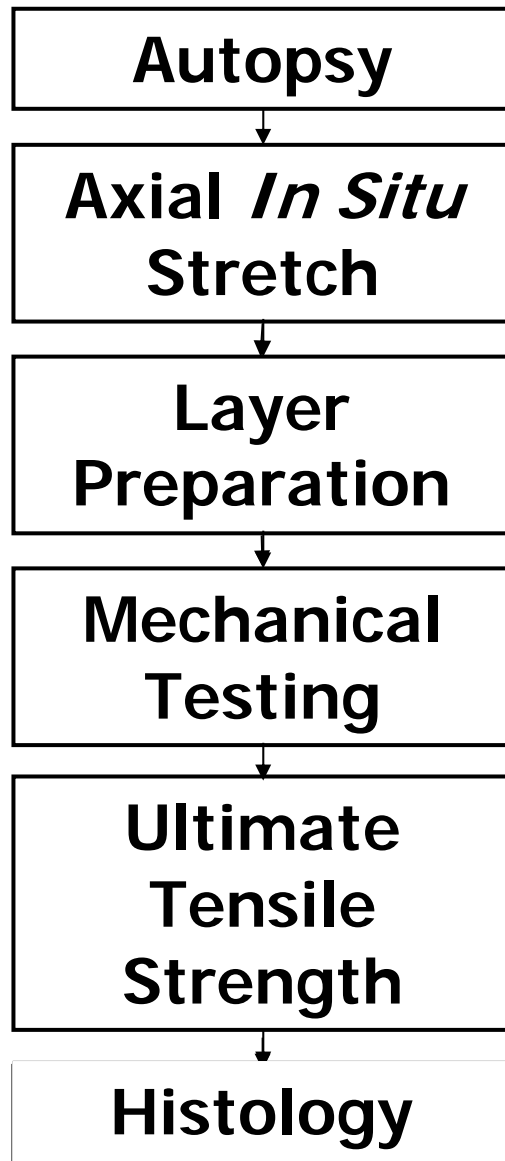 Autopsy
Axial In Situ
Stretch
Layer
Preparation
Mechanical
Testing
Ultimate
Tensile
Strength
Histology